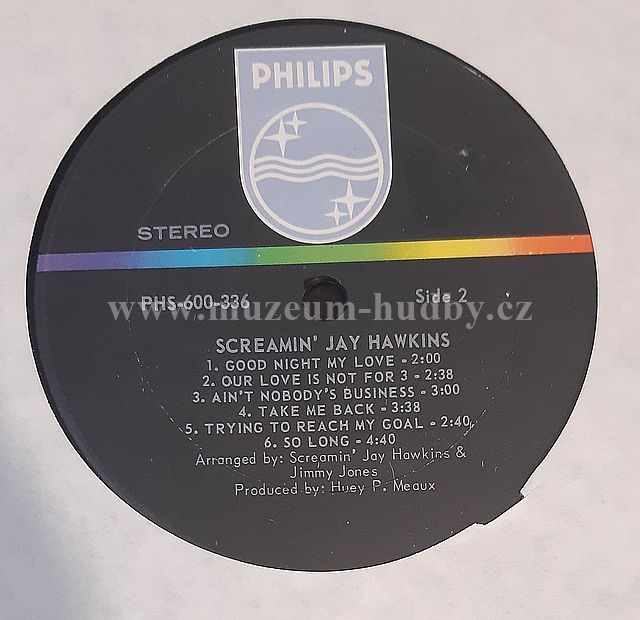 PHILIPS
STEREO
PHS-600-336 Side 2
www.muzeum-hudby.cz
SCREAMIN' JAY HAWKINS
1. GOOD NIGHT MY LOVE - 2:00
2. OUR LOVE IS NOT FOR 3 - 2:38
3. AIN'T NOBODY'S BUSINESS - 3:00
4. TAKE ME BACK - 3:38
5. TRYING TO REACH MY GOAL - 2:40
6. SO LONG - 4:40
Arranged by: Screamin' Jay Hawkins &
Jimmy Jones
Produced by: Huey P. Meaux